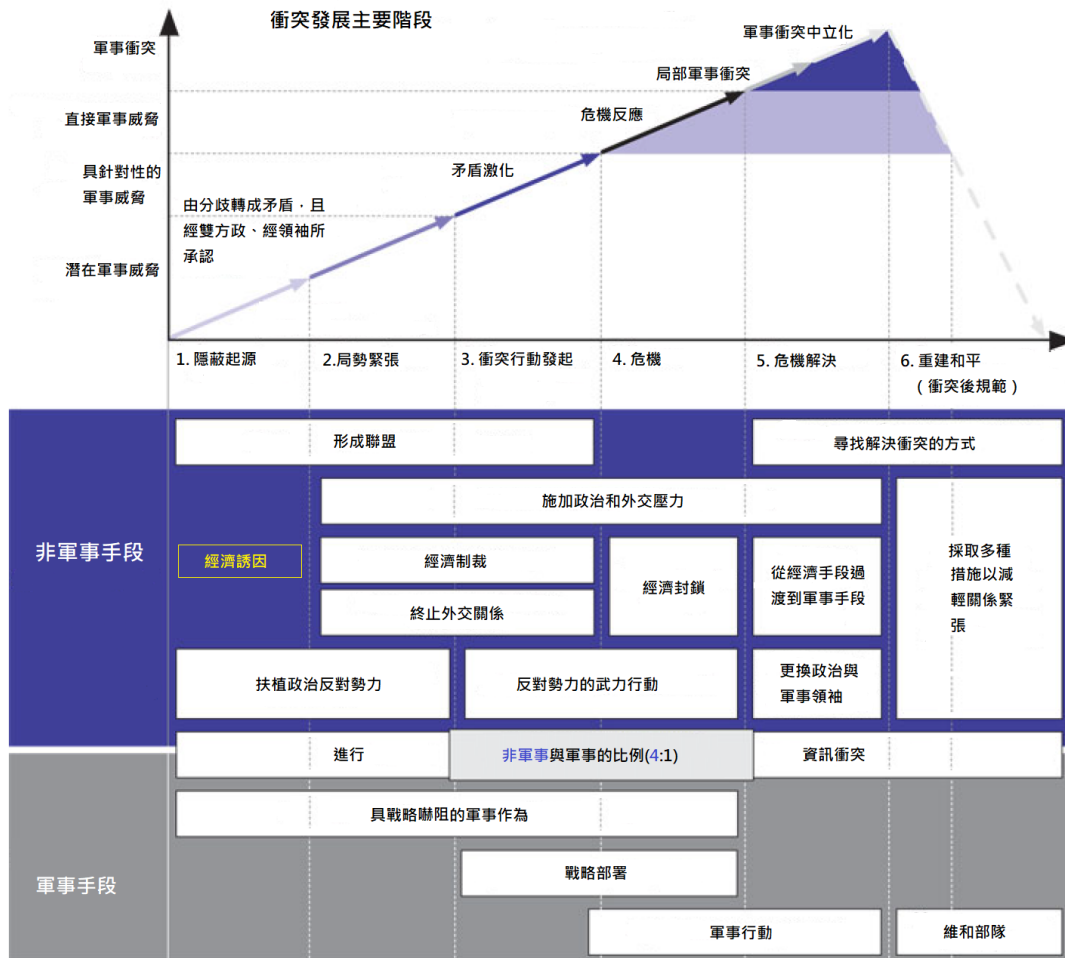 衝突發展主要階段
軍事衝突
直接軍事威脅
具針對性的
軍事威脅
潛在軍事威脅
軍事衝突中立化
局部軍事衝突
危機反應
矛盾激化
由分歧轉成矛盾，且
經雙方政、經領袖所
承認
1. 隱蔽起源
2.局勢緊張
3. 衝突行動發起
4. 危機
5. 危機解決
6. 重建和平
（衝突後規範）
非軍事手段
形成聯盟
尋找解決衝突的方式
施加政治和外交壓力
經濟誘因
經濟制裁
終止外交關係
經濟封鎖
從經濟手段過
渡到軍事手段
採取多種
措施以減
輕關係緊
張
扶植政治反對勢力
反對勢力的武力行動
更換政治與
軍事領袖
進行
非軍事與軍事的比例(4:1)
資訊衝突
軍事手段
具戰略嚇阻的軍事作為
戰略部署
軍事行動
維和部隊